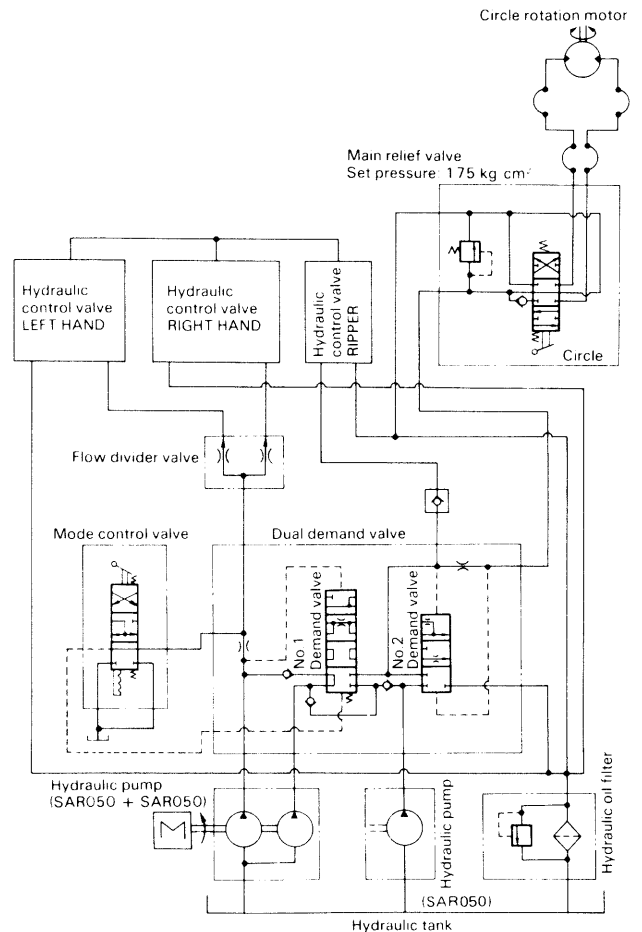 Circle rotation motor
Main relief valve
Set pressure: 175 kg cm²
Hydraulic
control valve
LEFT HAND
Hydraulic
control valve
RIGHT HAND
Hydraulic
control valve
RIPPER
Circle
Flow divider valve
Mode control valve
Dual demand valve
No.1
Demand valve
No.2
Demand valve
Hydraulic pump
(SAR050 + SAR050)
Hydraulic pump
(SAR050)
Hydraulic oil filter
Hydraulic tank